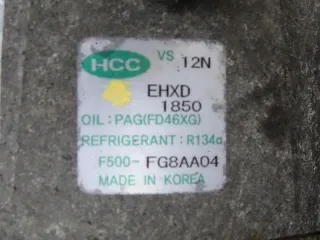 HCC VS 12N
EHXD
1850
OIL: PAG(FD46XG)
REFRIGERANT: R134a
F500- FG8AA04
MADE IN KOREA